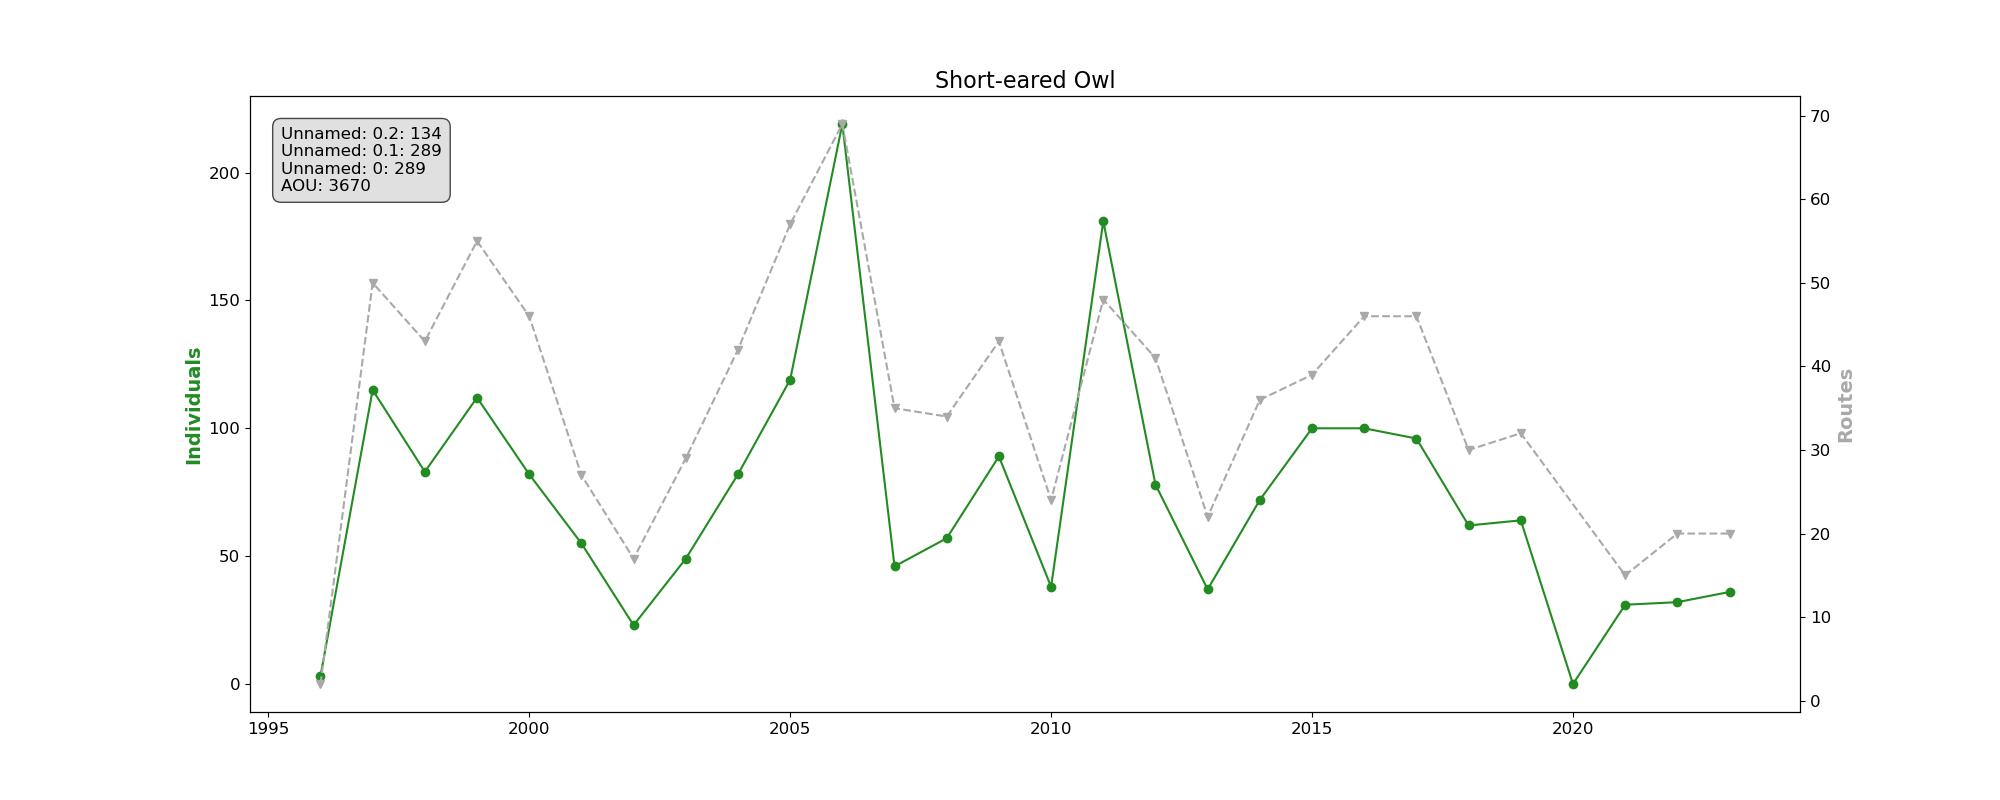 Short-eared Owl
Unnamed: 0.2: 134
Unnamed: 0.1: 289
Unnamed: 0: 289
AOU: 3670
Individuals
200
150
100
50
0
70
60
50
40
30
20
10
0
Routes
1995
2000
2005
2010
2015
2020